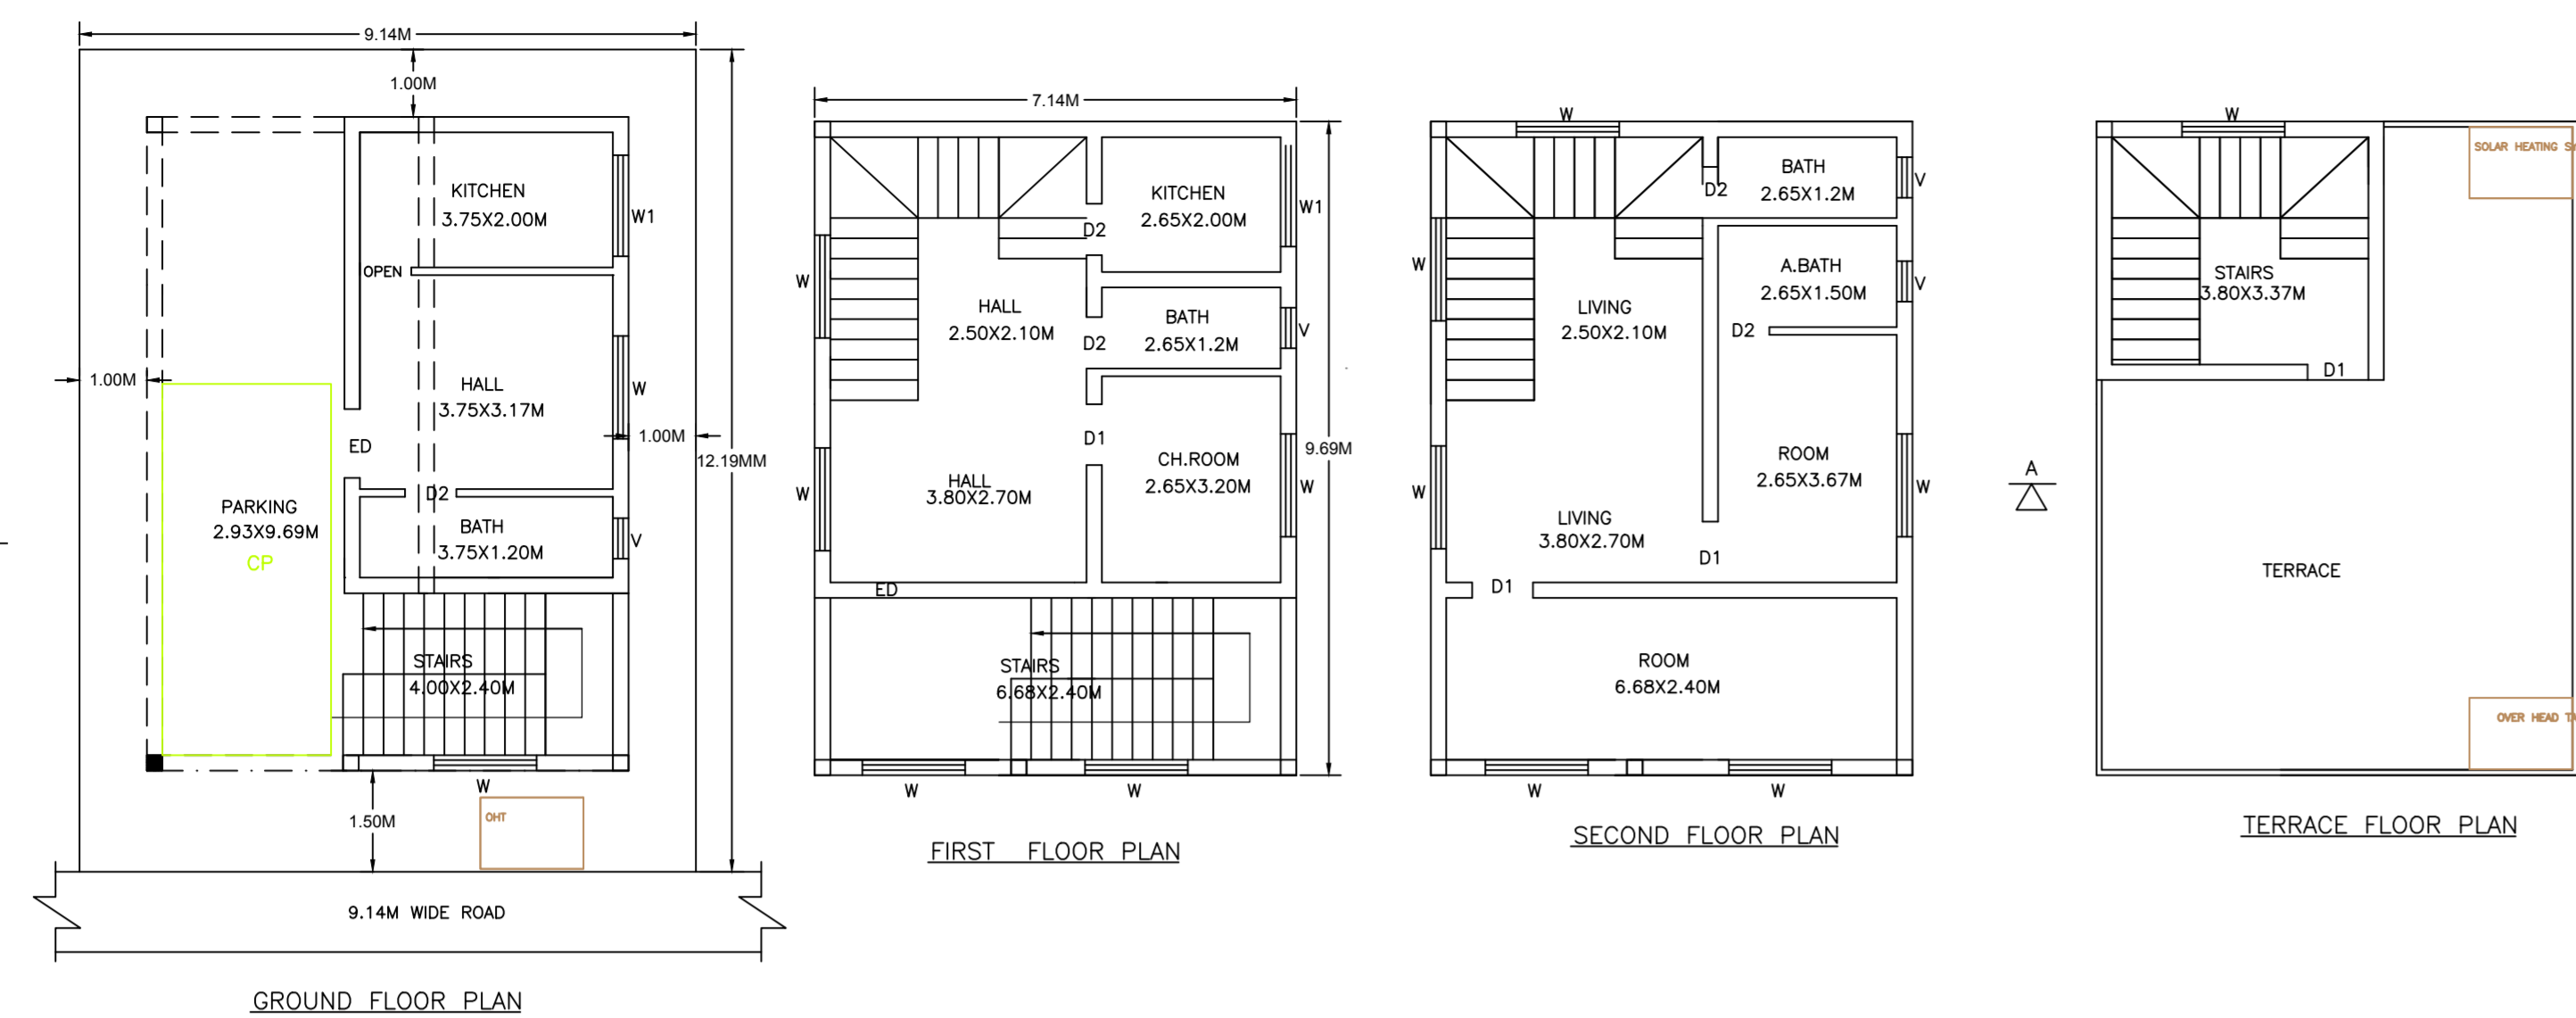 9.14M
1.00M
KITCHEN
3.75X2.00M
W1
OPEN
HALL
3.75X3.17M
W
1.00M
1.00M
12.19MM
ED
D2
PARKING
2.93X9.69M
CP
BATH
3.75X1.20M
V
STAIRS
4.00X2.40M
W
OHT
1.50M
9.14M WIDE ROAD
GROUND FLOOR PLAN
7.14M
KITCHEN
2.65X2.00M
W1
D2
W
HALL
2.50X2.10M
BATH
2.65X1.2M
V
D2
9.69M
D1
CH.ROOM
2.65X3.20M
W
HALL
3.80X2.70M
W
ED
STAIRS
6.68X2.40M
W
W
FIRST FLOOR PLAN
W
BATH
2.65X1.2M
V
D2
W
A.BATH
2.65X1.50M
V
LIVING
2.50X2.10M
D2
ROOM
2.65X3.67M
W
W
LIVING
3.80X2.70M
D1
D1
ROOM
6.68X2.40M
W
W
SECOND FLOOR PLAN
A
W
SOLAR HEATING
STAIRS
3.80X3.37M
D1
TERRACE
OVER HEAD
TERRACE FLOOR PLAN